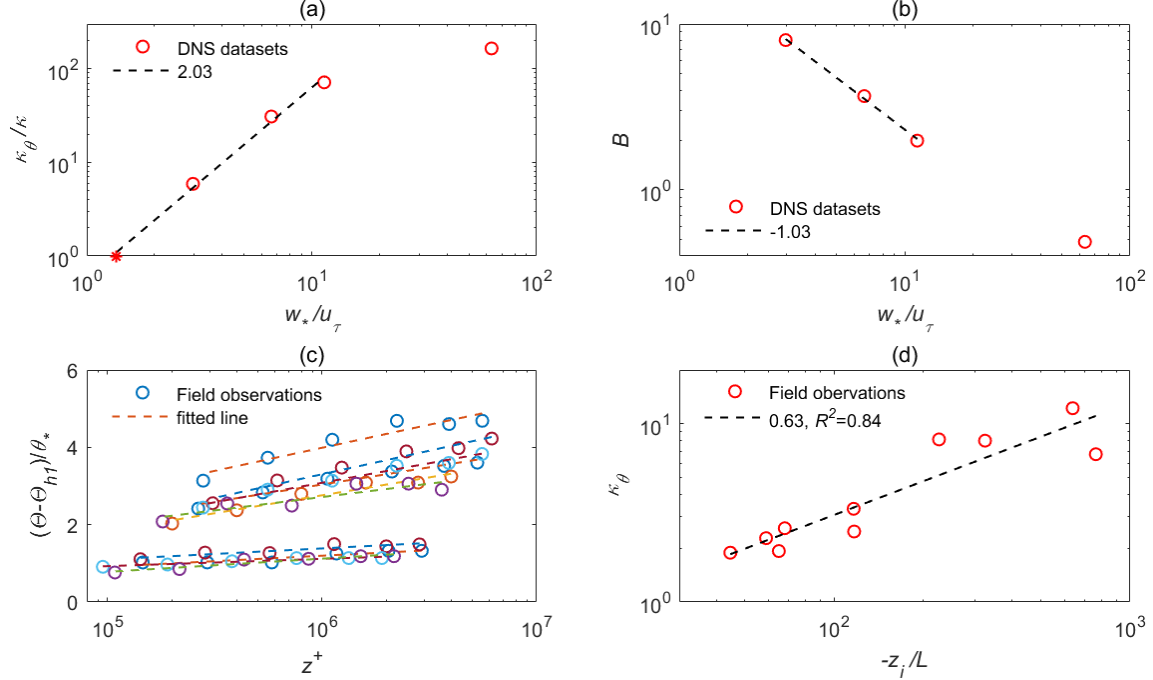 (a)
DNS datasets
2.03
10^2
10^1
10^0
κ_θ/κ
10^0
10^1
10^2
w_*/u_τ
(b)
10^1
10^0
B
DNS datasets
-1.03
10^0
10^1
10^2
w_*/u_τ
(c)
Field observations
fitted line
6
4
2
0
(Θ-Θ_h1)/θ_*
10^5
10^6
10^7
z^+
(d)
Field obervations
0.63, R^2=0.84
10^1
10^0
κ_θ
10^2
10^3
-z_i/L